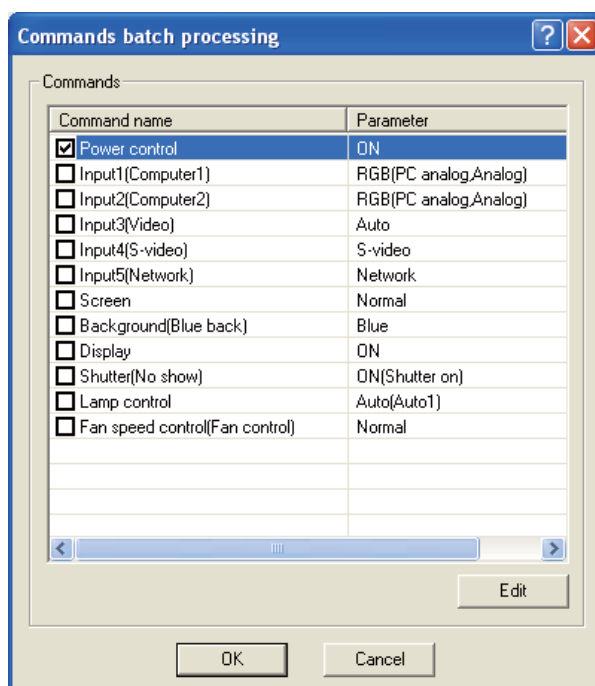 Commands batch processing
Commands
Command name Parameter
Power control ON
Input1(Computer1) RGB(PC analog,Analog)
Input2(Computer2) RGB(PC analog,Analog)
Input3(Video) Auto
Input4(S-video) S-video
Input5(Network) Network
Screen Normal
Background(Blue back) Blue
Display ON
Shutter(No show) ON(Shutter on)
Lamp control Auto(Auto1)
Fan speed control(Fan control) Normal
Edit
OK Cancel